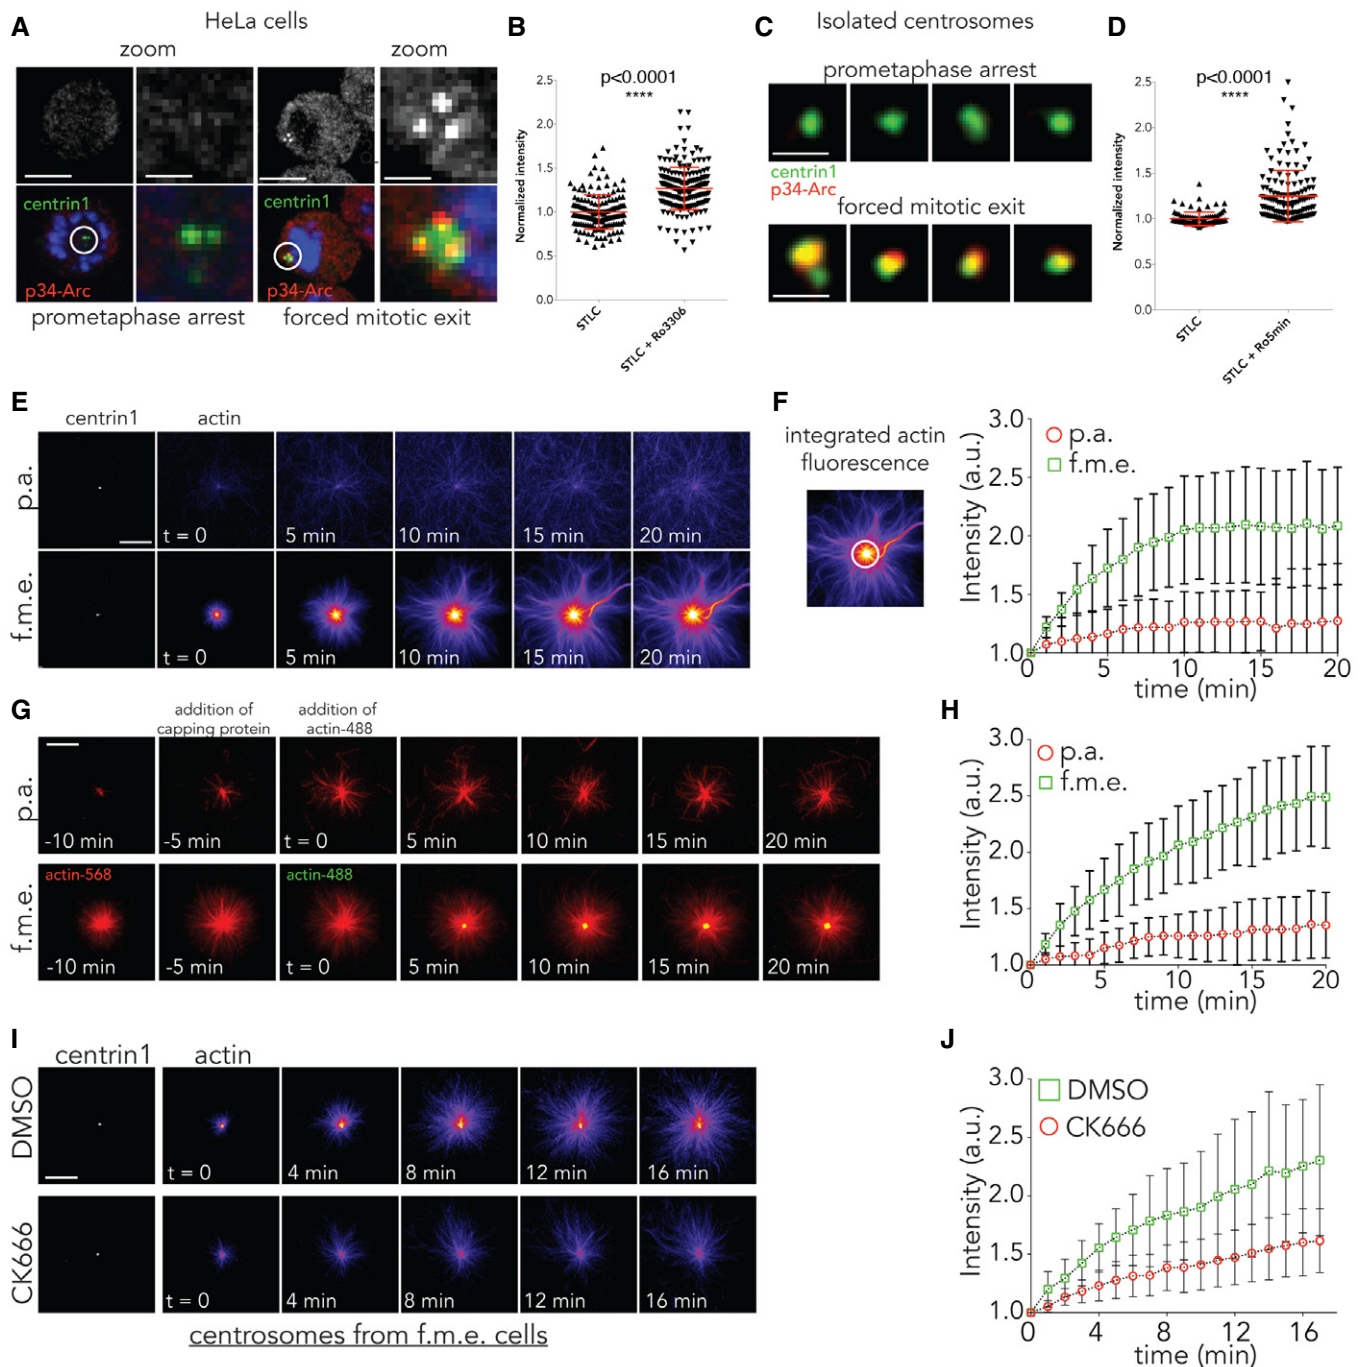 A
HeLa cells
zoom
zoom
centrin1
p34-Arc
centrin1
p34-Arc
prometaphase arrest
forced mitotic exit
B
p<0.0001
****
Normalized intensity
2.5
2.0
1.5
1.0
0.5
0.0
STLC
STLC + Ro3306
C
Isolated centrosomes
prometaphase arrest
centrin1
p34-Arc
forced mitotic exit
D
p<0.0001
****
Normalized intensity
2.5
2.0
1.5
1.0
0.5
0.0
STLC
STLC + Ro5min
E
centrin1
actin
p.a.
t = 0
5 min
10 min
15 min
20 min
f.m.e.
t = 0
5 min
10 min
15 min
20 min
F
integrated actin
fluorescence
Intensity (a.u.)
3.0
2.5
2.0
1.5
1.0
p.a.
f.m.e.
0
5
10
15
20
time (min)
G
addition of
capping protein
addition of
actin-488
p.a.
-10 min
-5 min
t = 0
5 min
10 min
15 min
20 min
f.m.e.
actin-568
actin-488
-10 min
-5 min
t = 0
5 min
10 min
15 min
20 min
H
Intensity (a.u.)
3.0
2.5
2.0
1.5
1.0
p.a.
f.m.e.
0
5
10
15
20
time (min)
I
centrin1
actin
DMSO
t = 0
4 min
8 min
12 min
16 min
CK666
t = 0
4 min
8 min
12 min
16 min
centrosomes from f.m.e. cells
J
Intensity (a.u.)
3.0
2.5
2.0
1.5
1.0
DMSO
CK666
0
4
8
12
16
time (min)